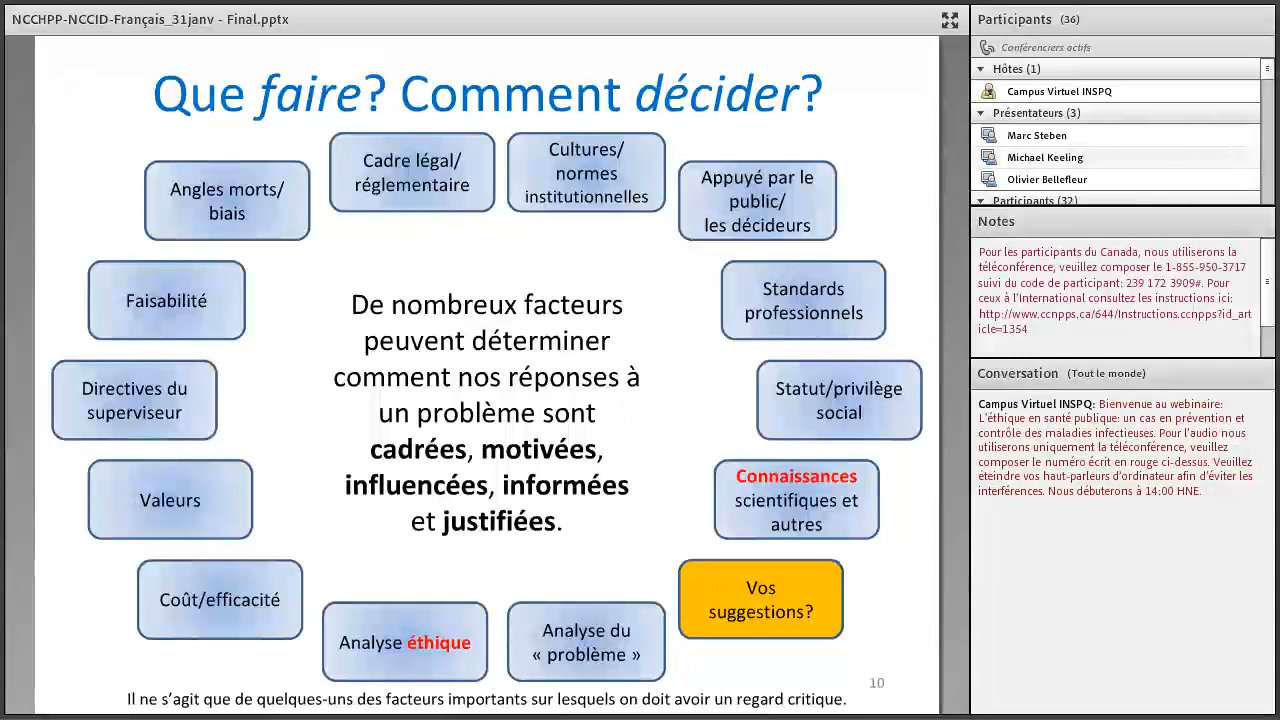 NCCHPP-NCCID-Français_31janv - Final.pptx
Que faire? Comment décider?
Angles morts/
biais
Cadre légal/
réglementaire
Cultures/
normes
institutionnelles
Appuyé par le
public/
les décideurs
Faisabilité
Standards
professionnels
Directives du
superviseur
Statut/privilège
social
Valeurs
Connaissances
scientifiques et
autres
Coût/efficacité
Vos
suggestions?
Analyse éthique
Analyse du
« problème »
De nombreux facteurs
peuvent déterminer
comment nos réponses à
un problème sont
cadrées, motivées,
influencées, informées
et justifiées.
10
Il ne s’agit que de quelques-uns des facteurs importants sur lesquels on doit avoir un regard critique.
Participants (36)
Conférenciers actifs
Hôtes (1)
Campus Virtuel INSPQ
Présentateurs (3)
Marc Steben
Michael Keeling
Olivier Bellefleur
Participants (32)
Notes
Pour les participants du Canada, nous utiliserons la
téléconférence, veuillez composer le 1-855-950-3717
suivi du code de participant: 239 172 3909#. Pour
ceux à l'International consultez les instructions ici:
http://www.ccnpps.ca/644/Instructions.ccnpps?id_art
icle=1354
Conversation (Tout le monde)
Campus Virtuel INSPQ: Bienvenue au webinaire:
L'éthique en santé publique: un cas en prévention et
contrôle des maladies infectieuses. Pour l'audio nous
utiliserons uniquement la téléconférence, veuillez
composer le numéro écrit en rouge ci-dessus. Veuillez
éteindre vos haut-parleurs d'ordinateur afin d'éviter les
interférences. Nous débuterons à 14:00 HNE.